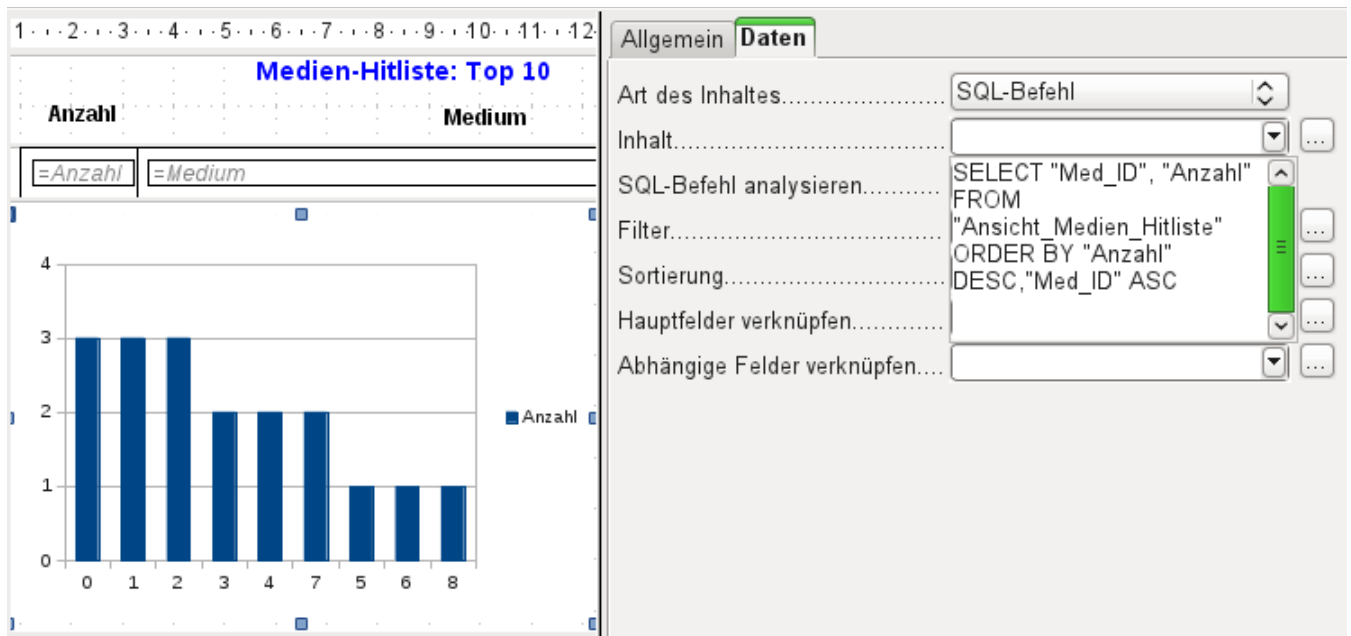 1 2 3 4 5 6 7 8 9 10 11 12
Medien-Hitliste: Top 10
Anzahl Medium
=Anzahl =Medium
4
3
2
1
0
0 1 2 3 4 7 5 6 8
Anzahl
Allgemein Daten
Art des Inhaltes...................... SQL-Befehl
Inhalt.................................... ...
SQL-Befehl analysieren...........
SELECT "Med_ID", "Anzahl"
FROM
"Ansicht_Medien_Hitliste"
ORDER BY "Anzahl"
DESC,"Med_ID" ASC
Filter..................................... ...
Sortierung.............................. ...
Hauptfelder verknüpfen............. ...
Abhängige Felder verknüpfen.... ...